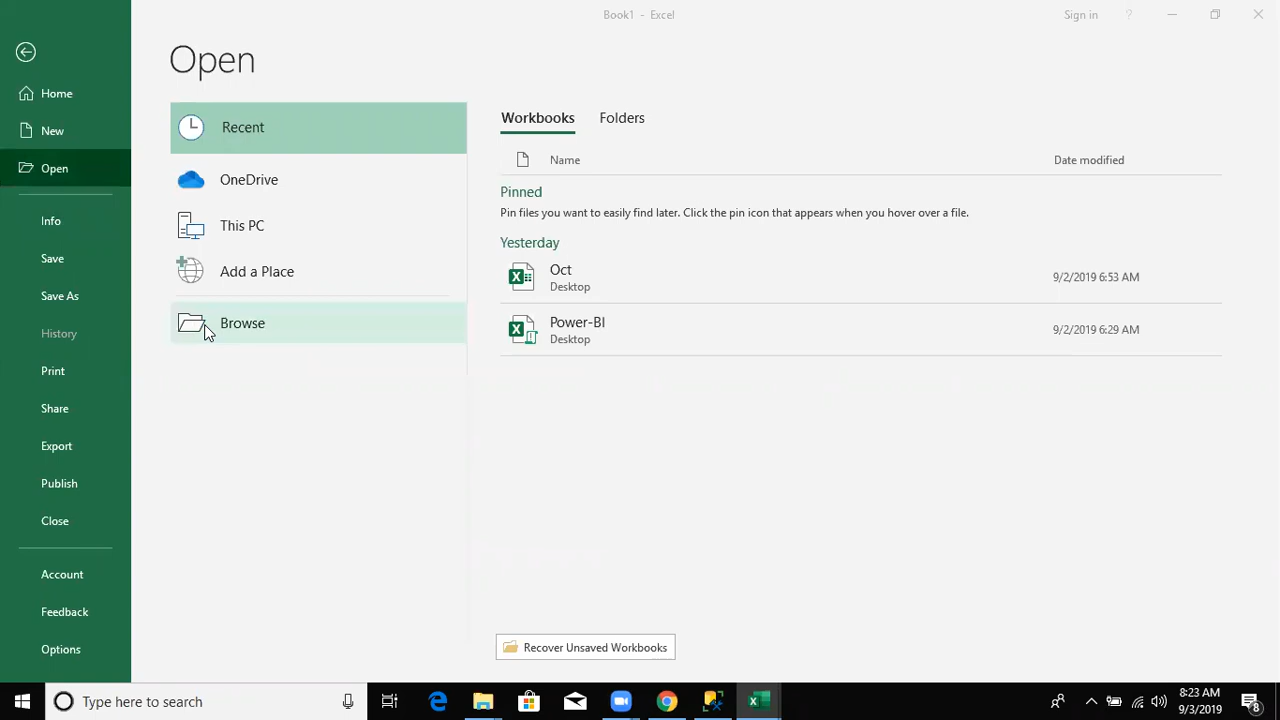 Book1 - Excel
Sign in
?
Open
Home
New
Open
Info
Save
Save As
History
Print
Share
Export
Publish
Close
Account
Feedback
Options
Recent
OneDrive
This PC
Add a Place
Browse
Workbooks Folders
Name Date modified
Pinned
Pin files you want to easily find later. Click the pin icon that appears when you hover over a file.
Yesterday
Oct
Desktop
9/2/2019 6:53 AM
Power-BI
Desktop
9/2/2019 6:29 AM
Recover Unsaved Workbooks
Type here to search
8:23 AM
9/3/2019
8